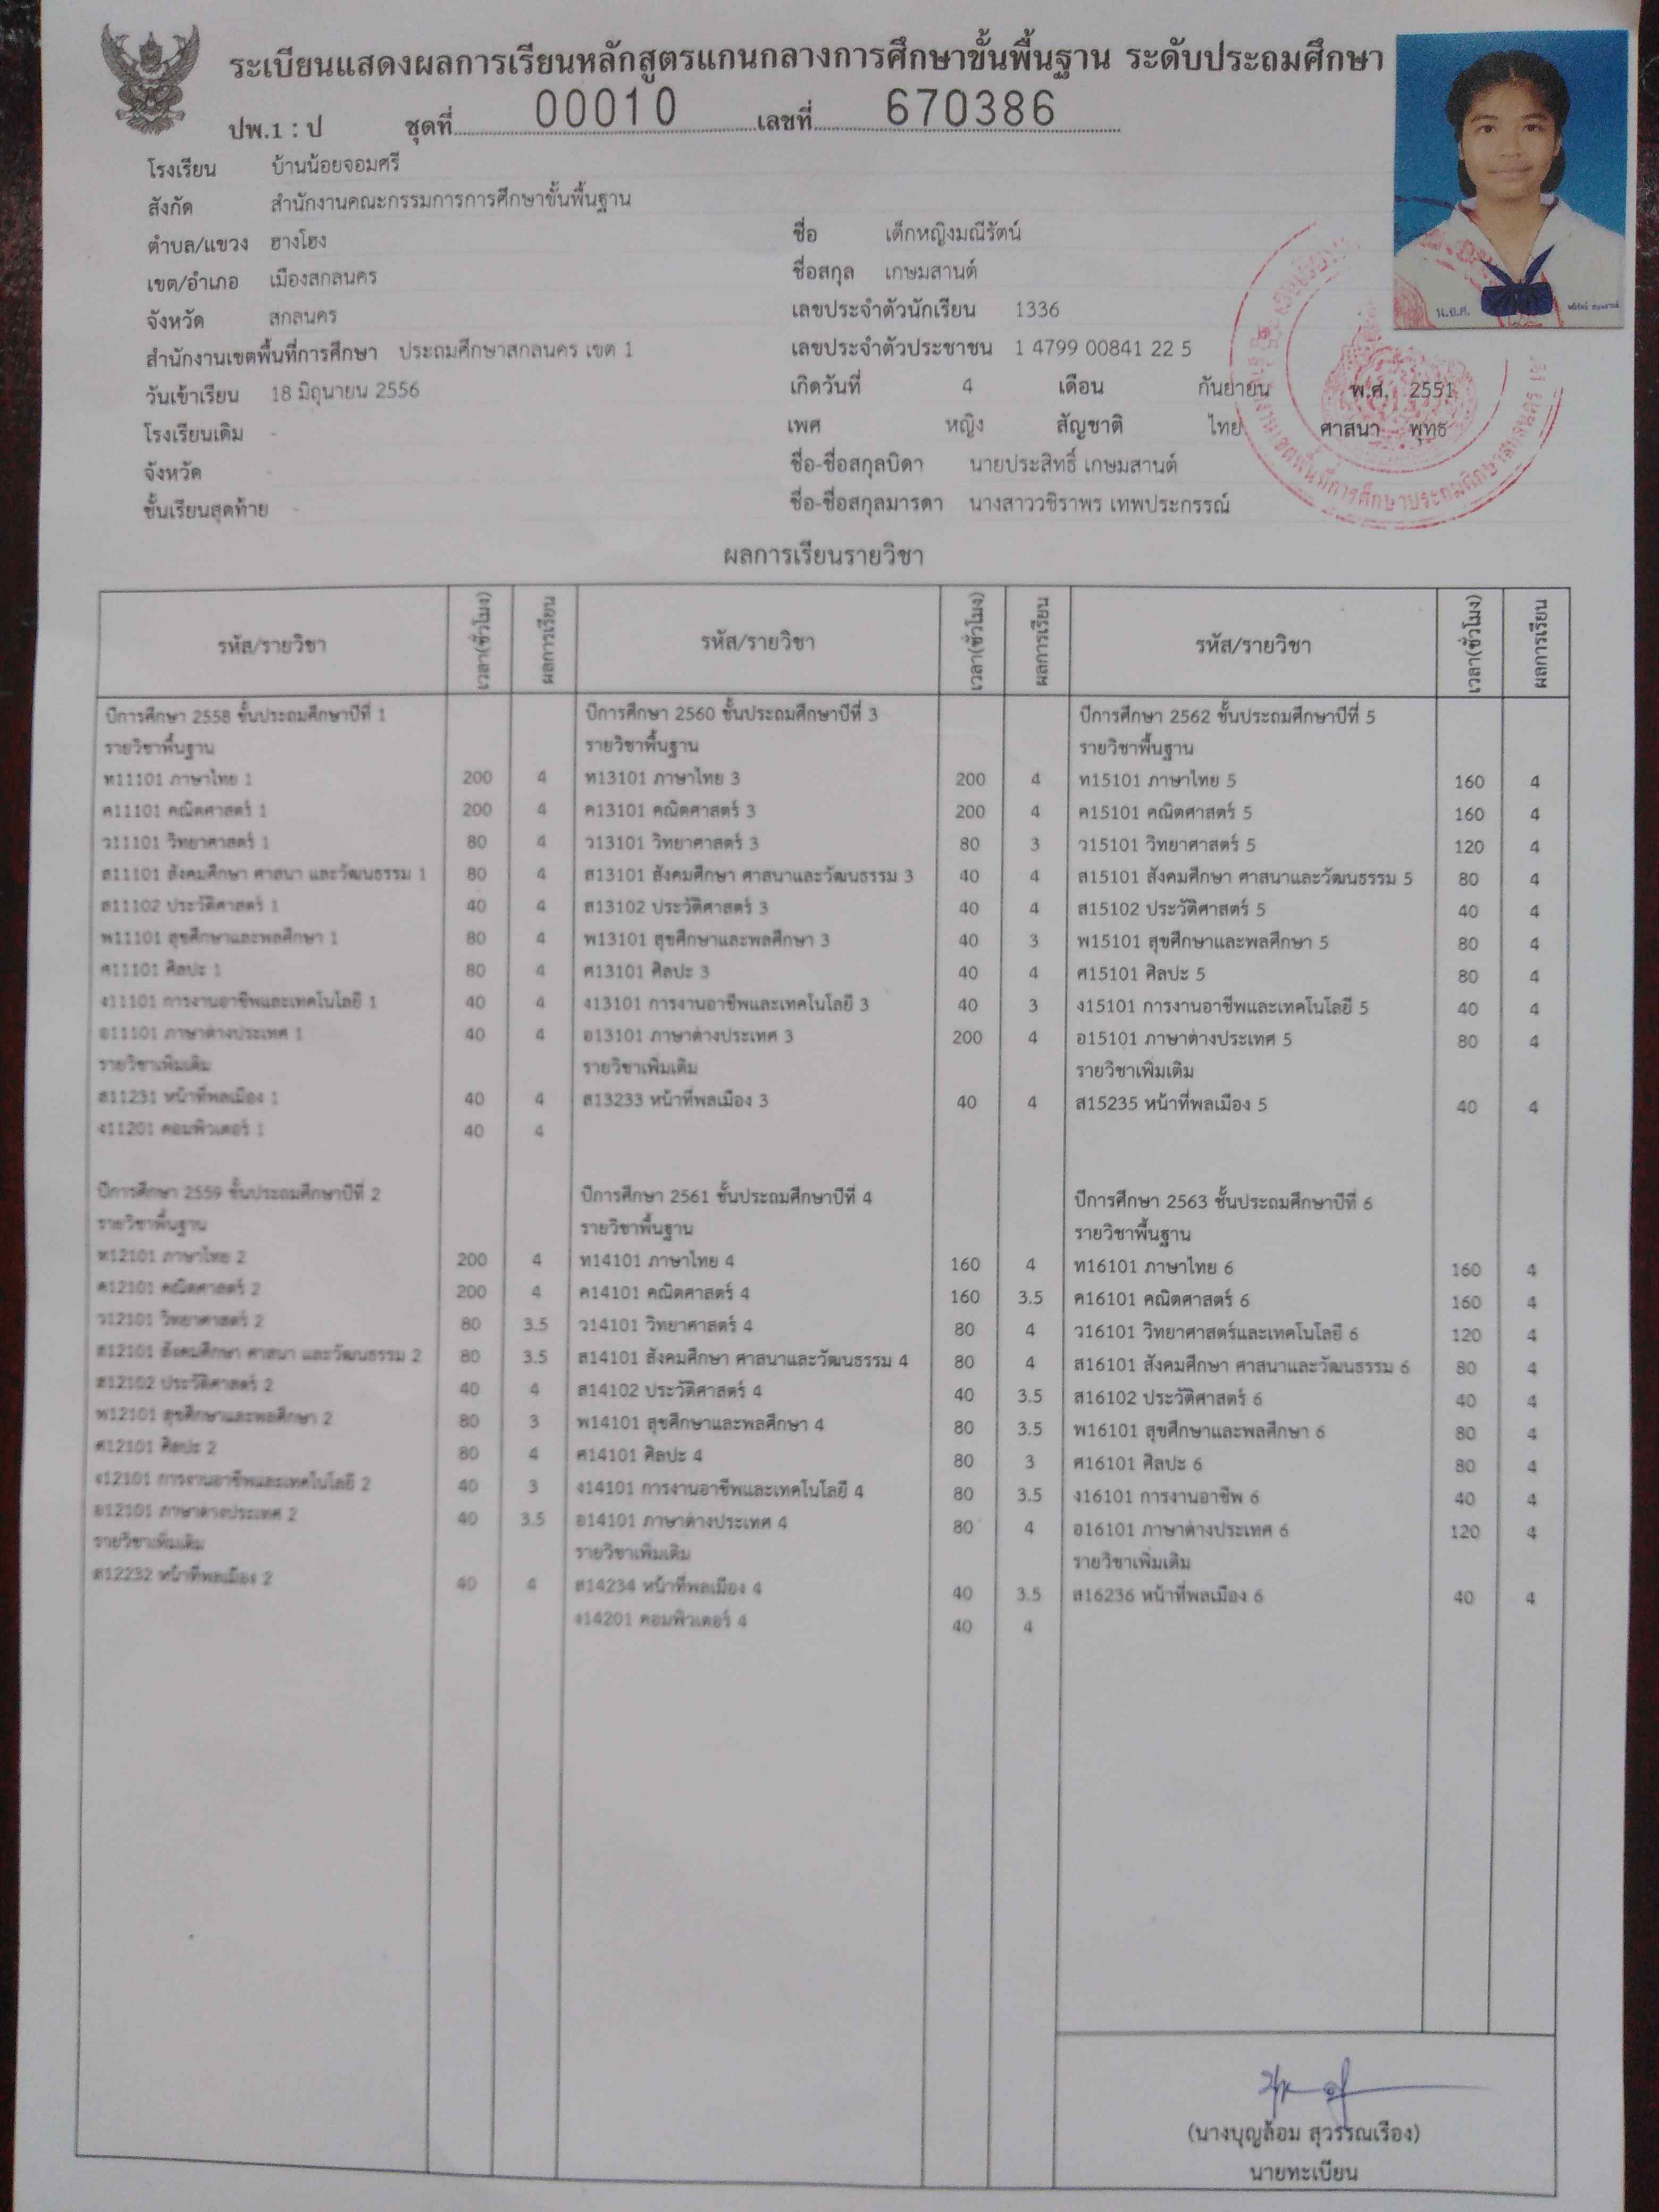 ระเบียนแสดงผลการเรียนหลักสูตรแกนกลางการศึกษาขั้นพื้นฐาน ระดับประถมศึกษา
ปพ.1 : ป ชุดที่ 00010 เลขที่ 670386
โรงเรียน บ้านน้อยจอมศรี
สังกัด สำนักงานคณะกรรมการการศึกษาขั้นพื้นฐาน
ตำบล/แขวง ฮางโฮง
เขต/อำเภอ เมืองสกลนคร
จังหวัด สกลนคร
สำนักงานเขตพื้นที่การศึกษา ประถมศึกษาสกลนคร เขต 1
วันเข้าเรียน 18 มิถุนายน 2556
โรงเรียนเดิม -
จังหวัด -
ชั้นเรียนสุดท้าย -
ชื่อ เด็กหญิงมณีรัตน์
ชื่อสกุล เกษมสานต์
เลขประจำตัวนักเรียน 1336
เลขประจำตัวประชาชน 1 4799 00841 22 5
เกิดวันที่ 4 เดือน กันยายน พ.ศ. 2551
เพศ หญิง สัญชาติ ไทย ศาสนา พุทธ
ชื่อ-ชื่อสกุลบิดา นายประสิทธิ์ เกษมสานต์
ชื่อ-ชื่อสกุลมารดา นางสาววชิราพร เทพประกรรณ์
น.อ.ศ.
ผลการเรียนรายวิชา
รหัส/รายวิชา เวลา(ชั่วโมง) ผลการเรียน รหัส/รายวิชา เวลา(ชั่วโมง) ผลการเรียน รหัส/รายวิชา เวลา(ชั่วโมง) ผลการเรียน
ปีการศึกษา 2558 ชั้นประถมศึกษาปีที่ 1
รายวิชาพื้นฐาน
ท11101 ภาษาไทย 1 200 4
ค11101 คณิตศาสตร์ 1 200 4
ว11101 วิทยาศาสตร์ 1 80 4
ส11101 สังคมศึกษา ศาสนา และวัฒนธรรม 1 80 4
ส11102 ประวัติศาสตร์ 1 40 4
พ11101 สุขศึกษาและพลศึกษา 1 80 4
ศ11101 ศิลปะ 1 80 4
ง11101 การงานอาชีพและเทคโนโลยี 1 40 4
อ11101 ภาษาต่างประเทศ 1 40 4
รายวิชาเพิ่มเติม
ส11231 หน้าที่พลเมือง 1 40 4
ง11201 คอมพิวเตอร์ 1 40 4
ปีการศึกษา 2559 ชั้นประถมศึกษาปีที่ 2
รายวิชาพื้นฐาน
ท12101 ภาษาไทย 2 200 4
ค12101 คณิตศาสตร์ 2 200 4
ว12101 วิทยาศาสตร์ 2 80 3.5
ส12101 สังคมศึกษา ศาสนา และวัฒนธรรม 2 80 3.5
ส12102 ประวัติศาสตร์ 2 40 4
พ12101 สุขศึกษาและพลศึกษา 2 80 3
ศ12101 ศิลปะ 2 80 4
ง12101 การงานอาชีพและเทคโนโลยี 2 40 3
อ12101 ภาษาต่างประเทศ 2 40 3.5
รายวิชาเพิ่มเติม
ส12232 หน้าที่พลเมือง 2 40 4
ปีการศึกษา 2560 ชั้นประถมศึกษาปีที่ 3
รายวิชาพื้นฐาน
ท13101 ภาษาไทย 3 200 4
ค13101 คณิตศาสตร์ 3 200 4
ว13101 วิทยาศาสตร์ 3 80 3
ส13101 สังคมศึกษา ศาสนาและวัฒนธรรม 3 40 4
ส13102 ประวัติศาสตร์ 3 40 4
พ13101 สุขศึกษาและพลศึกษา 3 40 3
ศ13101 ศิลปะ 3 40 4
ง13101 การงานอาชีพและเทคโนโลยี 3 40 3
อ13101 ภาษาต่างประเทศ 3 200 4
รายวิชาเพิ่มเติม
ส13233 หน้าที่พลเมือง 3 40 4
ปีการศึกษา 2561 ชั้นประถมศึกษาปีที่ 4
รายวิชาพื้นฐาน
ท14101 ภาษาไทย 4 160 4
ค14101 คณิตศาสตร์ 4 160 3.5
ว14101 วิทยาศาสตร์ 4 80 4
ส14101 สังคมศึกษา ศาสนาและวัฒนธรรม 4 80 4
ส14102 ประวัติศาสตร์ 4 40 3.5
พ14101 สุขศึกษาและพลศึกษา 4 80 3.5
ศ14101 ศิลปะ 4 80 3
ง14101 การงานอาชีพและเทคโนโลยี 4 80 3.5
อ14101 ภาษาต่างประเทศ 4 80 4
รายวิชาเพิ่มเติม
ส14234 หน้าที่พลเมือง 4 40 3.5
ง14201 คอมพิวเตอร์ 4 40 4
ปีการศึกษา 2562 ชั้นประถมศึกษาปีที่ 5
รายวิชาพื้นฐาน
ท15101 ภาษาไทย 5 160 4
ค15101 คณิตศาสตร์ 5 160 4
ว15101 วิทยาศาสตร์ 5 120 4
ส15101 สังคมศึกษา ศาสนาและวัฒนธรรม 5 80 4
ส15102 ประวัติศาสตร์ 5 40 4
พ15101 สุขศึกษาและพลศึกษา 5 80 4
ศ15101 ศิลปะ 5 80 4
ง15101 การงานอาชีพและเทคโนโลยี 5 40 4
อ15101 ภาษาต่างประเทศ 5 80 4
รายวิชาเพิ่มเติม
ส15235 หน้าที่พลเมือง 5 40 4
ปีการศึกษา 2563 ชั้นประถมศึกษาปีที่ 6
รายวิชาพื้นฐาน
ท16101 ภาษาไทย 6 160 4
ค16101 คณิตศาสตร์ 6 160 4
ว16101 วิทยาศาสตร์และเทคโนโลยี 6 120 4
ส16101 สังคมศึกษา ศาสนาและวัฒนธรรม 6 80 4
ส16102 ประวัติศาสตร์ 6 40 4
พ16101 สุขศึกษาและพลศึกษา 6 80 4
ศ16101 ศิลปะ 6 80 4
ง16101 การงานอาชีพ 6 40 4
อ16101 ภาษาต่างประเทศ 6 120 4
รายวิชาเพิ่มเติม
ส16236 หน้าที่พลเมือง 6 40 4
(นางบุญล้อม สุวรรณเรือง)
นายทะเบียน